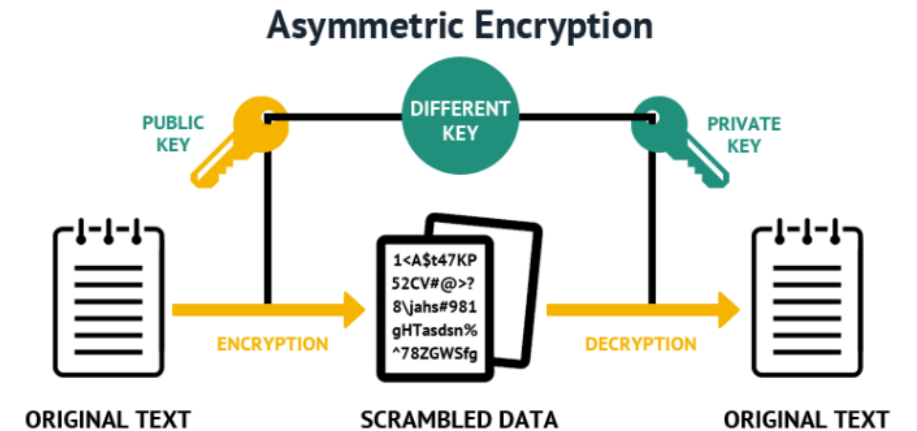 Asymmetric Encryption
PUBLIC
KEY
DIFFERENT
KEY
PRIVATE
KEY
1<A$t47KP
52CV#@>?
8\jahs#981
gHTasdsn%
^78ZGWSfg
ENCRYPTION
DECRYPTION
ORIGINAL TEXT
SCRAMBLED DATA
ORIGINAL TEXT